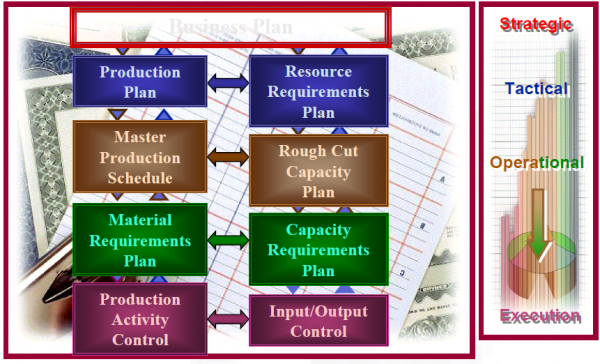 Business Plan
Production
Plan
Resource
Requirements
Plan
Master
Production
Schedule
Rough Cut
Capacity
Plan
Material
Requirements
Plan
Capacity
Requirements
Plan
Production
Activity
Control
Input/Output
Control
Strategic
Tactical
Operational
Execution
A
B
C